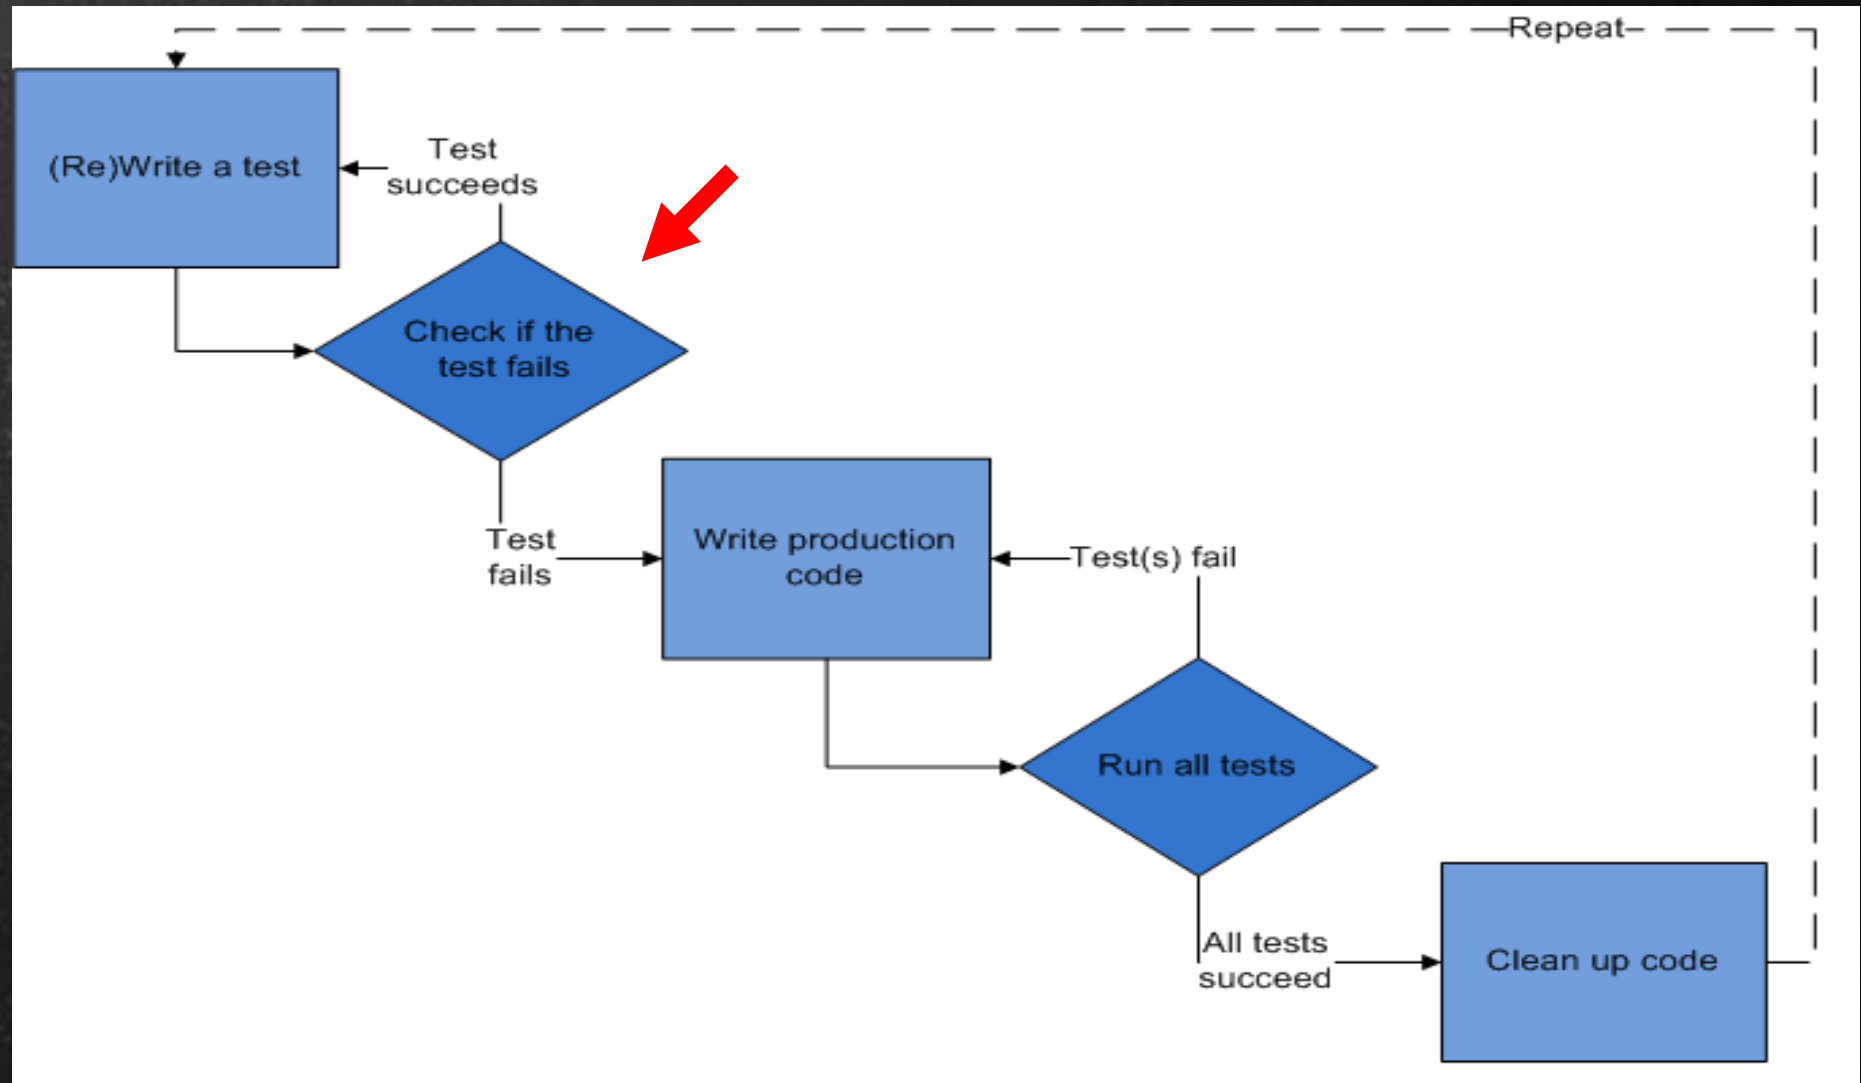 Repeat
(Re)Write a test
Test
succeeds
Check if the
test fails
Test
fails
Write production
code
Test(s) fail
Run all tests
All tests
succeed
Clean up code